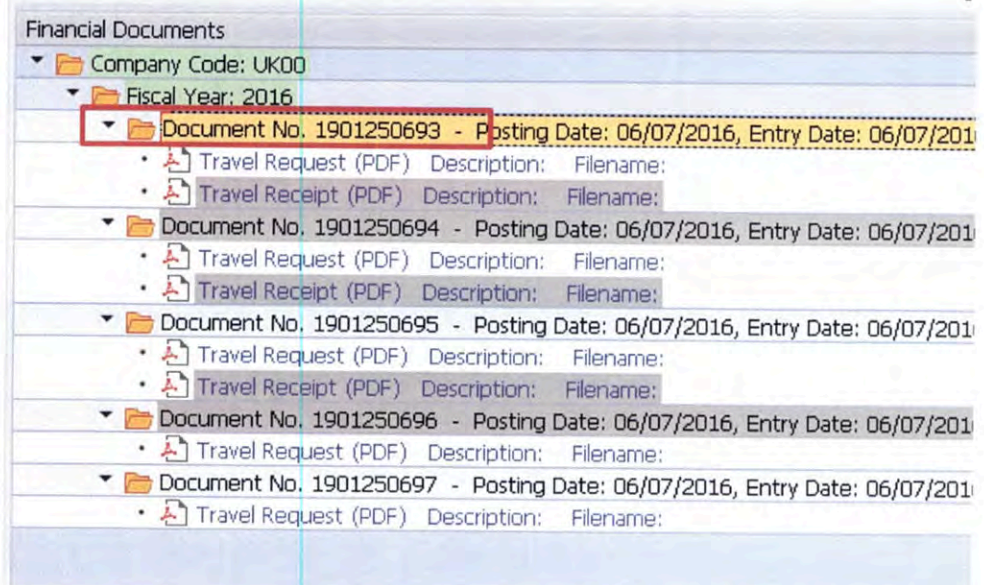 Financial Documents
Company Code: UK00
Fiscal Year: 2016
Document No. 1901250693 - Posting Date: 06/07/2016, Entry Date: 06/07/201
Travel Request (PDF) Description: Filename:
Travel Receipt (PDF) Description: Filename:
Document No. 1901250694 - Posting Date: 06/07/2016, Entry Date: 06/07/201
Travel Request (PDF) Description: Filename:
Travel Receipt (PDF) Description: Filename:
Document No. 1901250695 - Posting Date: 06/07/2016, Entry Date: 06/07/201
Travel Request (PDF) Description: Filename:
Travel Receipt (PDF) Description: Filename:
Document No. 1901250696 - Posting Date: 06/07/2016, Entry Date: 06/07/201
Travel Request (PDF) Description: Filename:
Document No. 1901250697 - Posting Date: 06/07/2016, Entry Date: 06/07/201
Travel Request (PDF) Description: Filename: